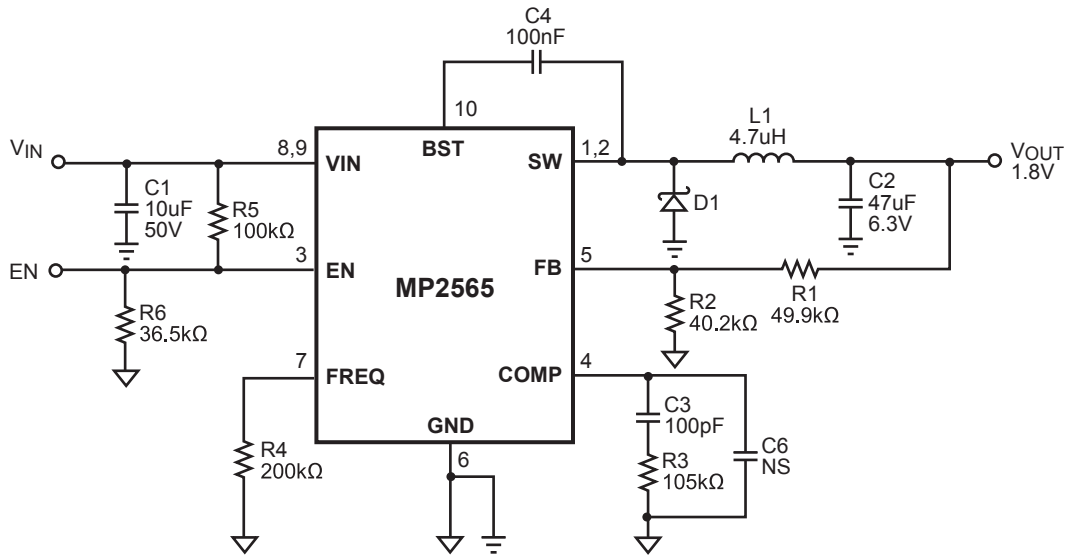 C4
100nF
10
L1
4.7uH
VIN
8,9
VIN
BST
SW
1,2
VOUT
1.8V
C1
10uF
50V
R5
100kΩ
D1
C2
47uF
6.3V
EN
3
EN
MP2565
FB
5
R6
36.5kΩ
R2
40.2kΩ
R1
49.9kΩ
7
FREQ
COMP
4
GND
6
R4
200kΩ
C3
100pF
R3
105kΩ
C6
NS